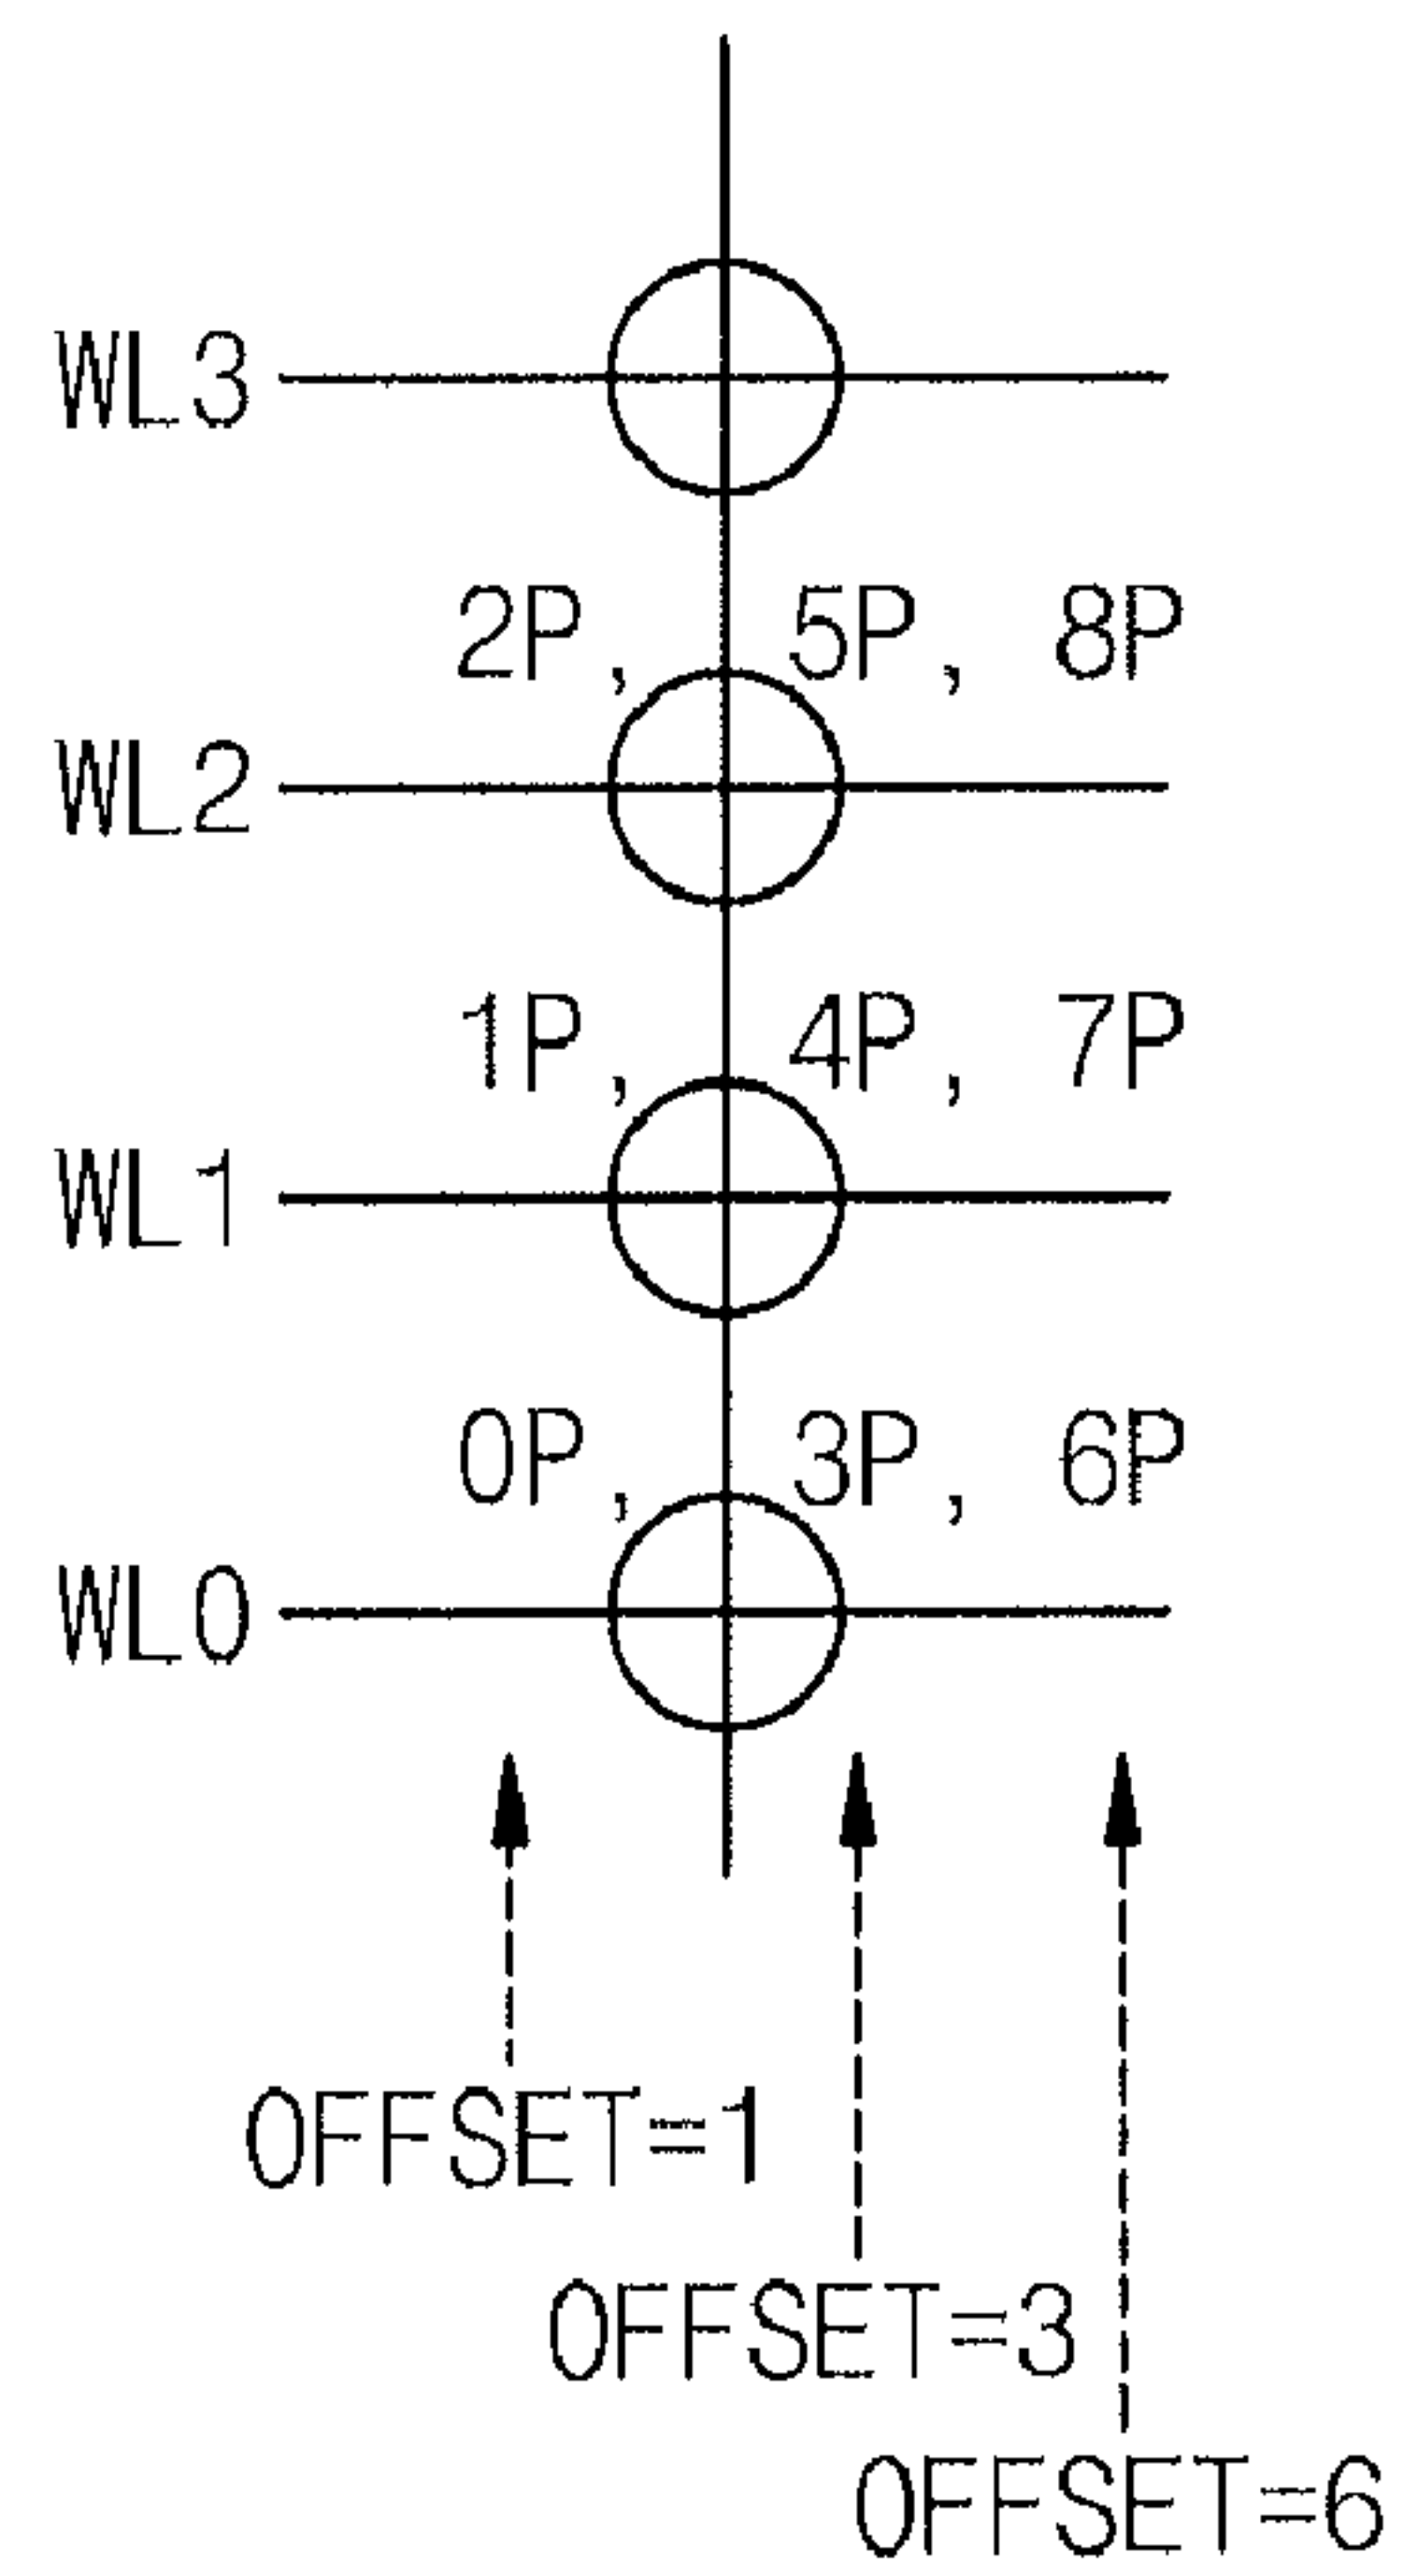 WL3
2P, 5P, 8P
WL2
1P, 4P, 7P
WL1
0P, 3P, 6P
WL0
OFFSET=1
OFFSET=3
OFFSET=6